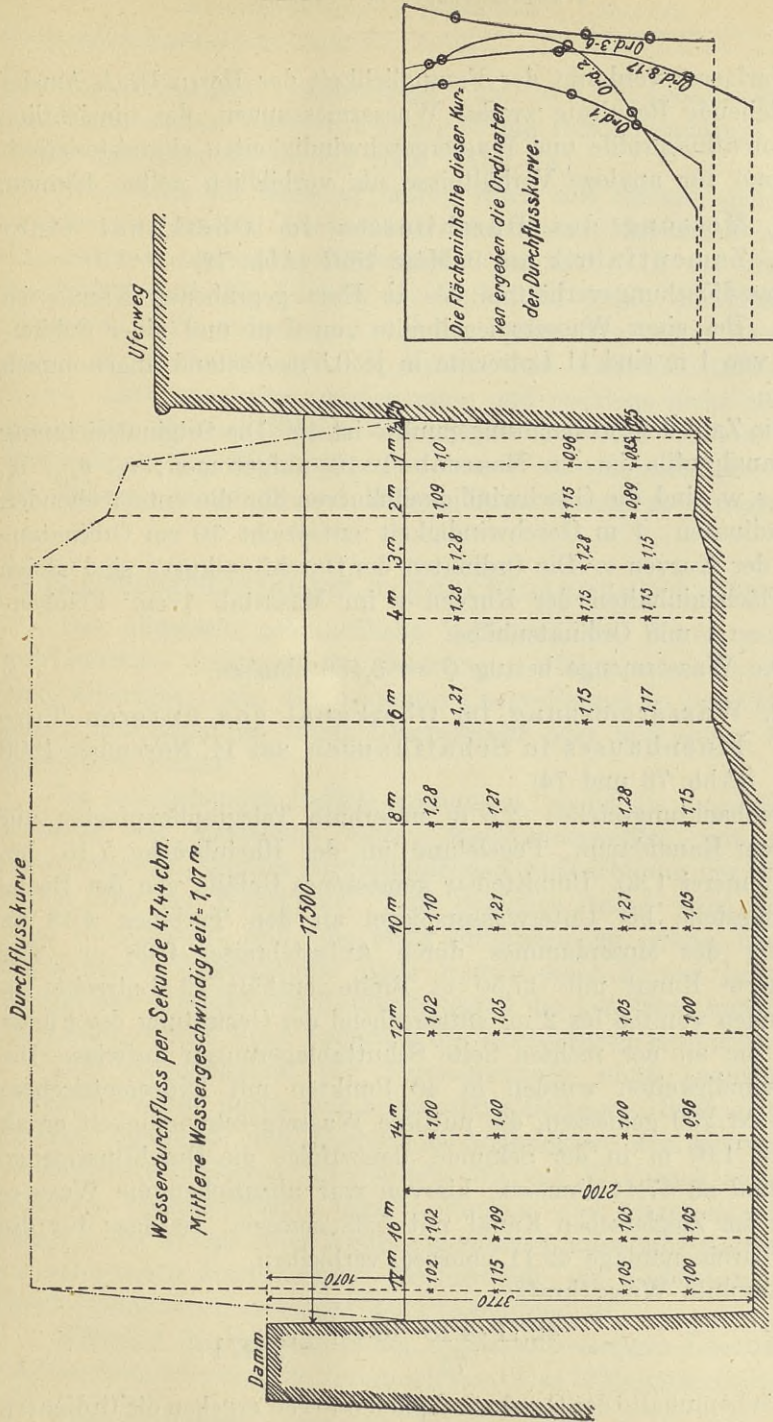 Durchflusskurve
Wasserdurchfluss per Sekunde 47.44 cbm.
Mittlere Wassergeschwindigkeit = 1,07 m.
Damm
Uferweg
17500
1070
3770
2700
17 m 16 m 14 m 12 m 10 m 8 m 6 m 4 m 3 m 2 m 1 m
1,02 1,02 1,00 1,02 1,10 1,28 1,21 1,28 1,28 1,09 1,0
1,15 1,09 1,00 1,05 1,21 1,21 1,15 1,15 1,28 1,15 0,96
1,05 1,05 1,00 1,05 1,21 1,28 1,17 1,15 1,15 0,89
1,00 1,05 0,96 1,00 1,05 1,15
Die Flächeninhalte dieser Kur-
ven ergeben die Ordinaten
der Durchflusskurve.
Ord. 1
Ord. 2
Ord. 8-17
Ord. 3-6